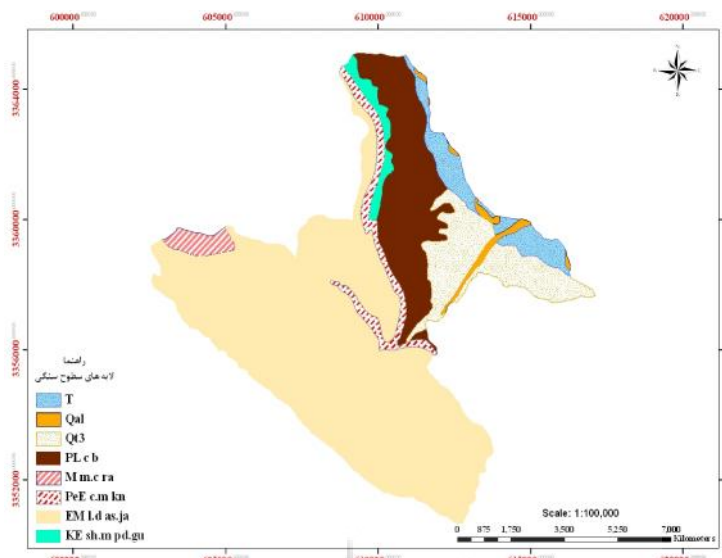 600000 605000 610000 615000 620000
3364000
3360000
3356000
3352000
راهنما
لایه های سطوح سنگی
T
Qal
Qt3
PL c b
M m.c ra
PeE c.m kn
EM l.d as.ja
KE sh.m pd.gu
Scale: 1:100,000
0 875 1,750 3,500 5,250 7,000
Kilometers